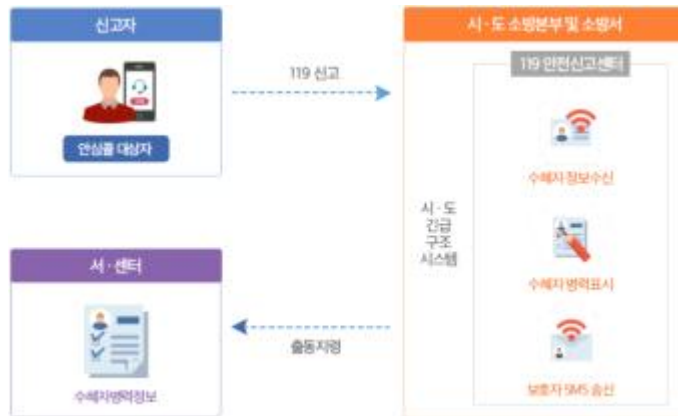 신고자
안심콜 대상자
119 신고
시·도 소방본부 및 소방서
119 안전신고센터
수혜자 정보수신
시·도
긴급
구조
시스템
수혜자 병력표시
보호자 SMS 송신
서·센터
수혜자병력정보
출동지령